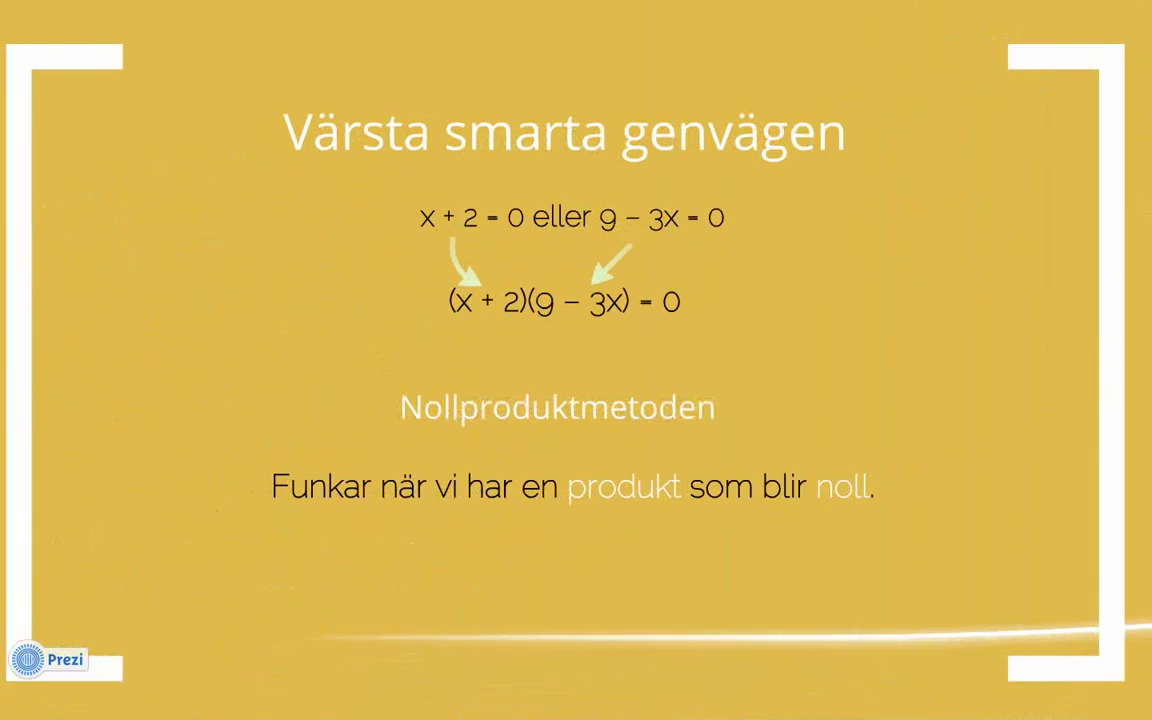 Värsta smarta genvägen
x + 2 = 0 eller 9 – 3x = 0
(x + 2)(9 – 3x) = 0
Nollproduktmetoden
Funkar när vi har en produkt som blir noll.
Prezi